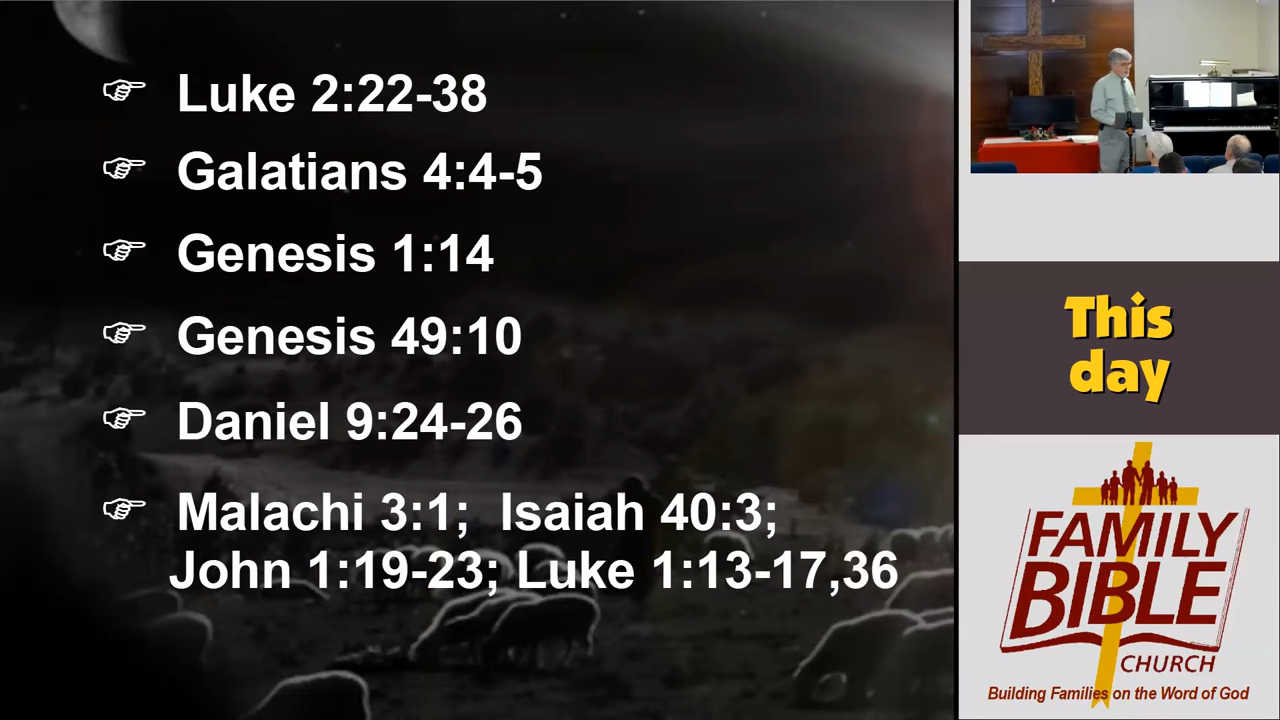 ☞ Luke 2:22-38
☞ Galatians 4:4-5
☞ Genesis 1:14
☞ Genesis 49:10
☞ Daniel 9:24-26
☞ Malachi 3:1; Isaiah 40:3;
John 1:19-23; Luke 1:13-17,36
This
day
FAMILY
BIBLE
CHURCH
Building Families on the Word of God